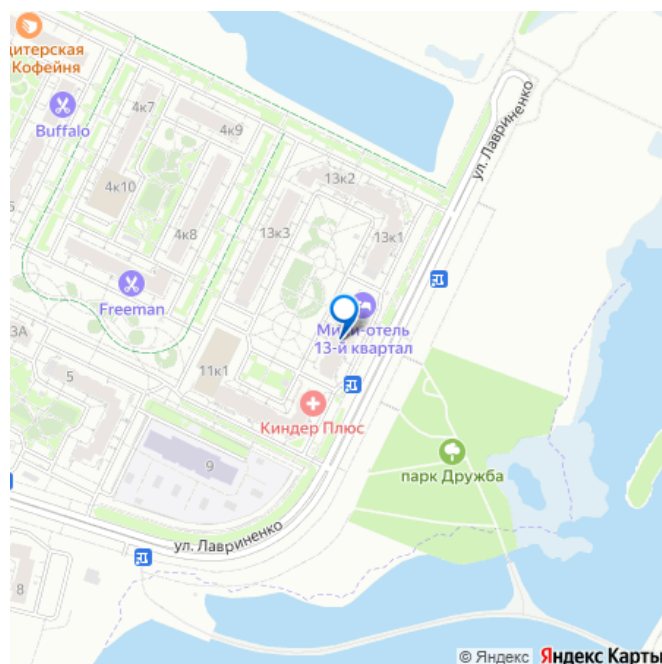 дитерская
Кофейня
4к7
ул. Лавриненко
Buffalo
4к9
4к10
13к2
5
4к8
13к3
13к1
Freeman
Мини-отель
13-й квартал
3А
11к1
5
Киндер Плюс
9
парк Дружба
ул. Лавриненко
8
© Яндекс Яндекс Карты